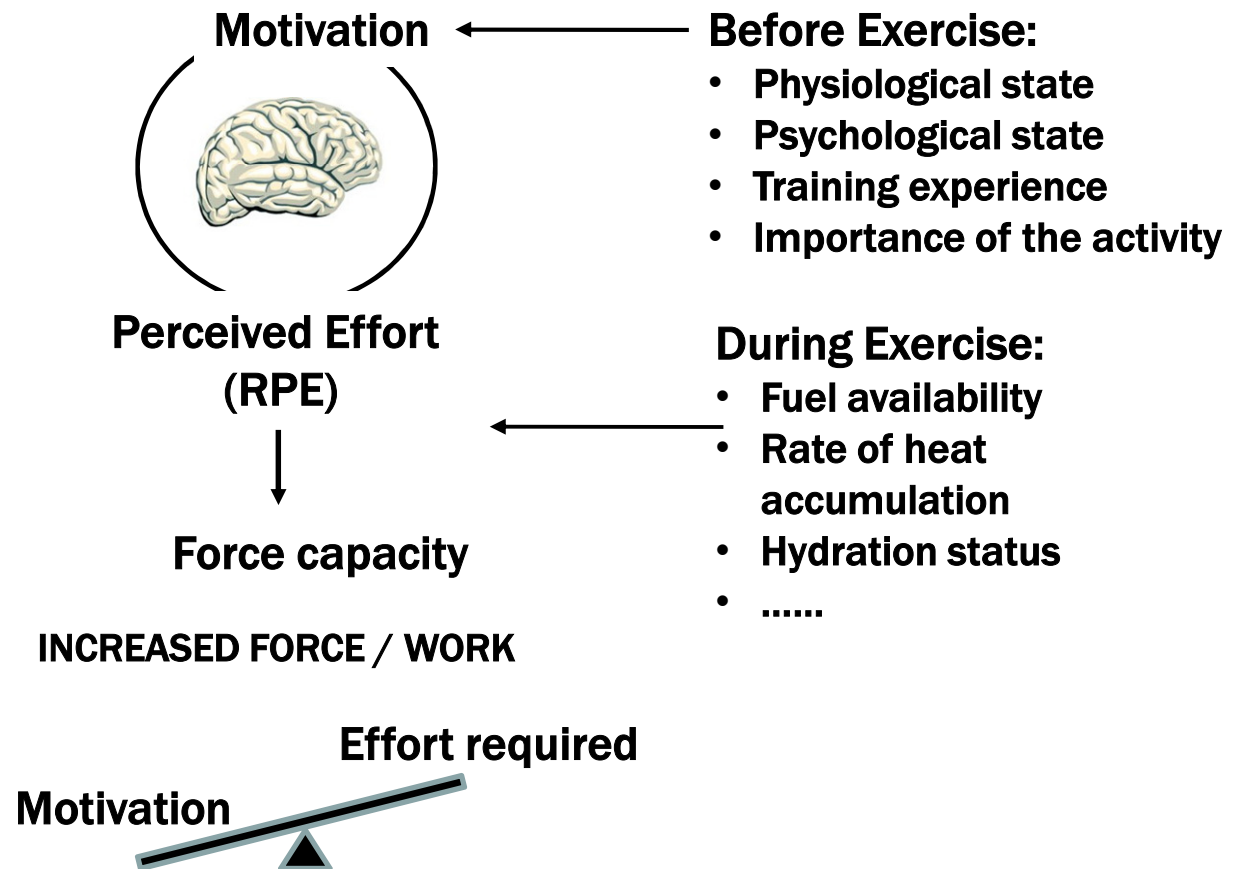 Motivation
Before Exercise:
• Physiological state
• Psychological state
• Training experience
• Importance of the activity
Perceived Effort
(RPE)
During Exercise:
• Fuel availability
• Rate of heat
accumulation
• Hydration status
• ......
Force capacity
INCREASED FORCE / WORK
Effort required
Motivation